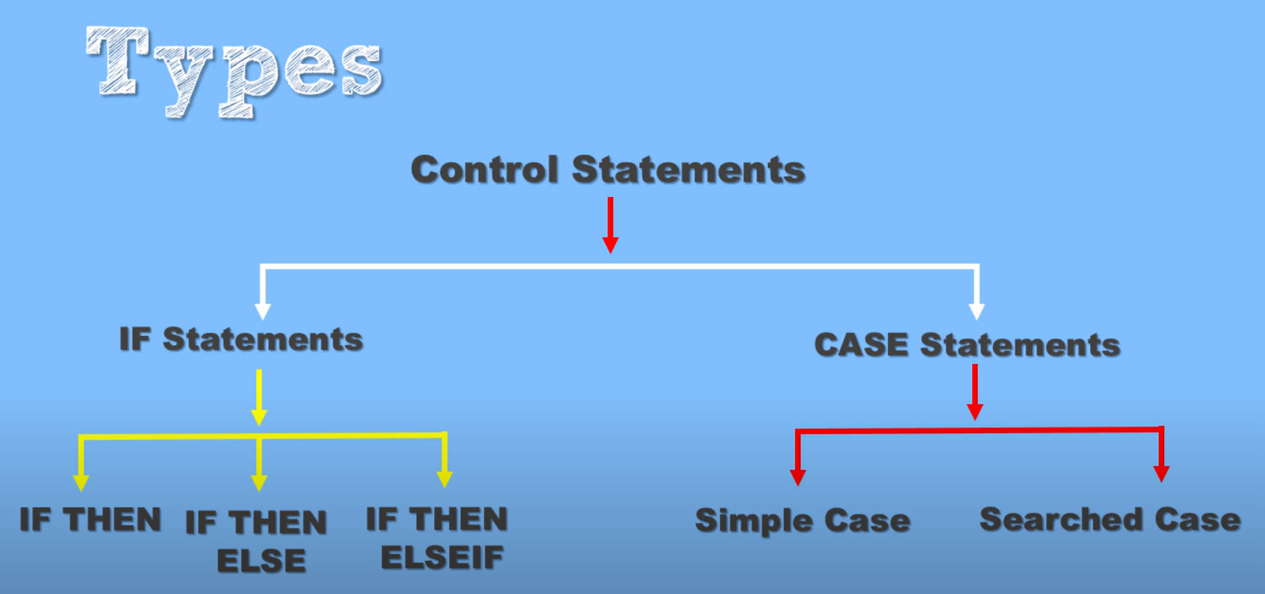 Types
Control Statements
IF Statements
CASE Statements
IF THEN
IF THEN
ELSE
IF THEN
ELSEIF
Simple Case
Searched Case